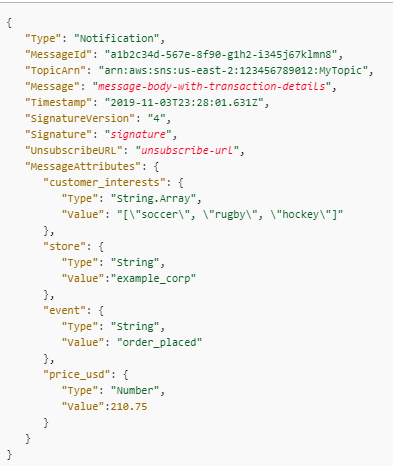 {
"Type": "Notification",
"MessageId": "a1b2c34d-567e-8f90-g1h2-i345j67klmn8",
"TopicArn": "arn:aws:sns:us-east-2:123456789012:MyTopic",
"Message": "message-body-with-transaction-details",
"Timestamp": "2019-11-03T23:28:01.631Z",
"SignatureVersion": "4",
"Signature": "signature",
"UnsubscribeURL": "unsubscribe-url",
"MessageAttributes": {
"customer_interests": {
"Type": "String.Array",
"Value": "[\"soccer\", \"rugby\", \"hockey\"]"
},
"store": {
"Type": "String",
"Value":"example_corp"
},
"event": {
"Type": "String",
"Value": "order_placed"
},
"price_usd": {
"Type": "Number",
"Value":210.75
}
}
}